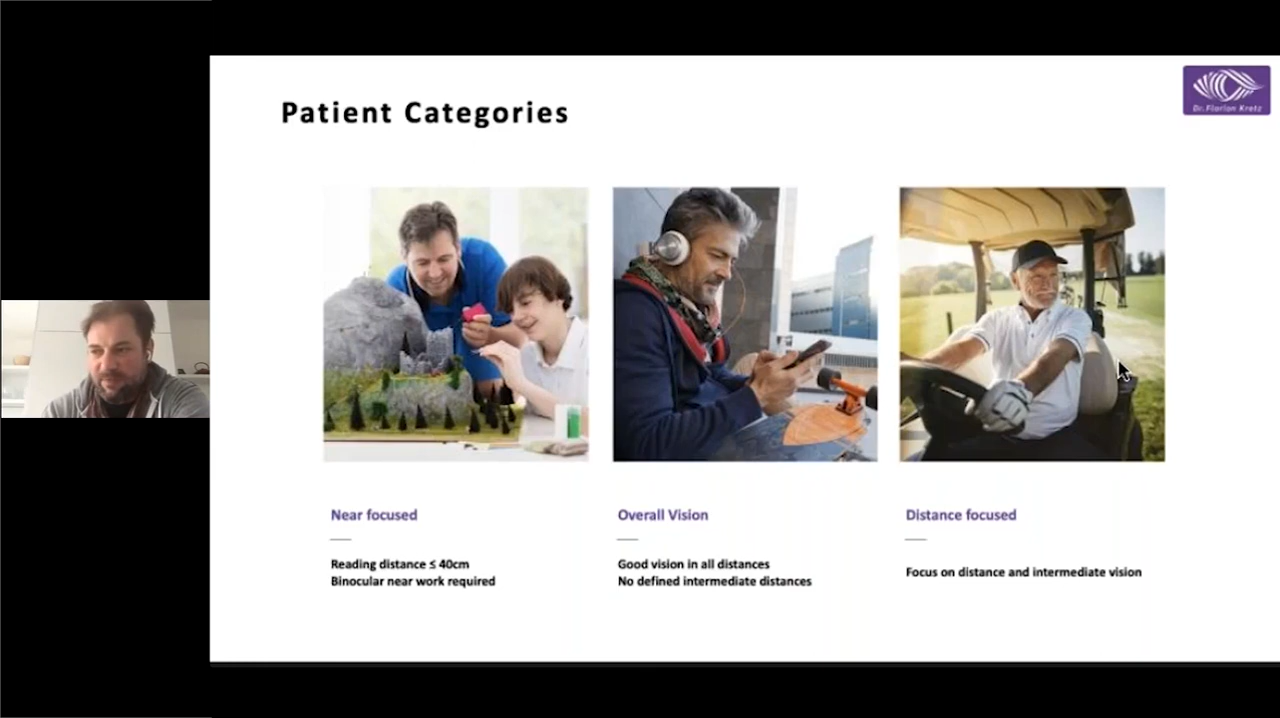 Patient Categories
Dr. Florian Kretz
Near focused
Reading distance ≤ 40cm
Binocular near work required
Overall Vision
Good vision in all distances
No defined intermediate distances
Distance focused
Focus on distance and intermediate vision